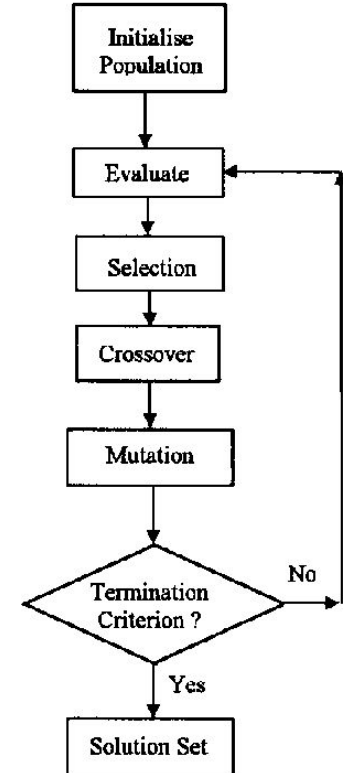 Initialise
Population
Evaluate
Selection
Crossover
Mutation
Termination
Criterion ?
No
Yes
Solution Set